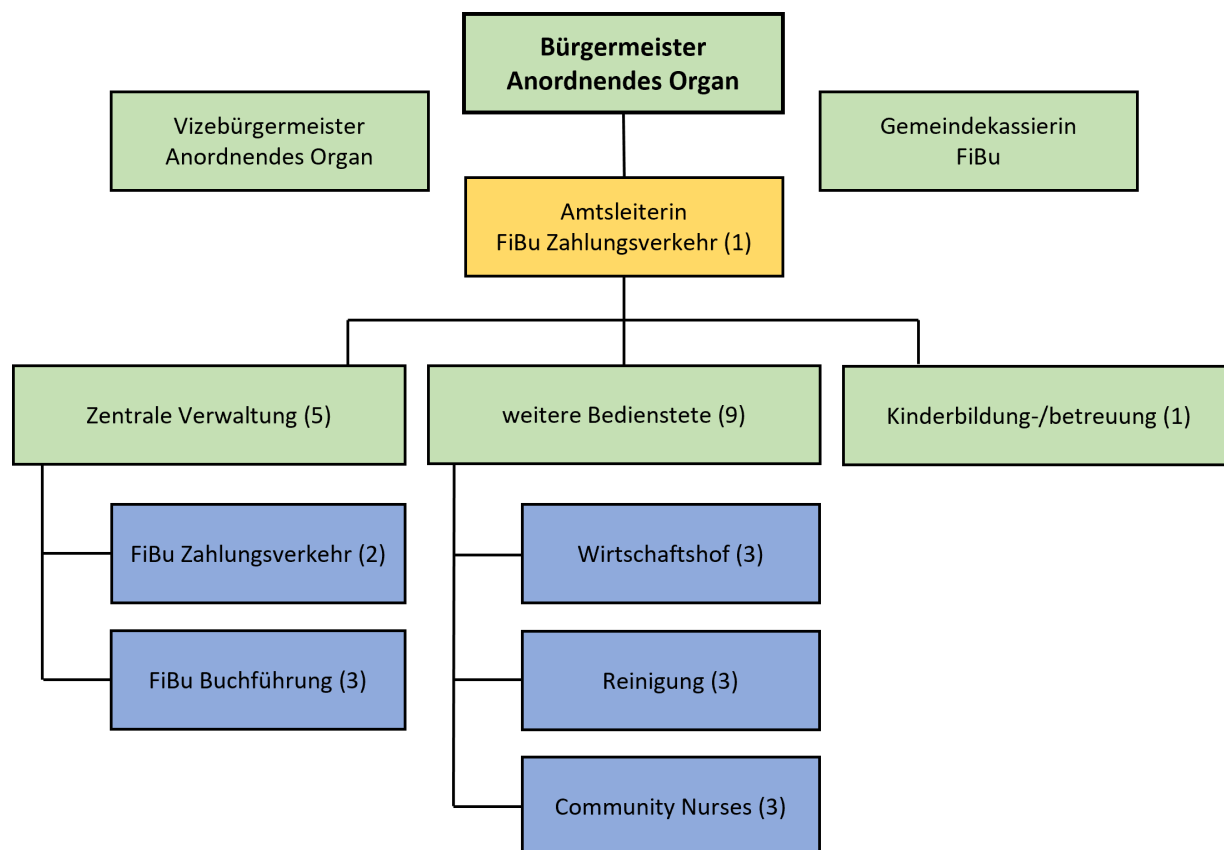 Bürgermeister
Anordnendes Organ
Vizebürgermeister
Anordnendes Organ
Gemeindekassierin
FiBu
Amtsleiterin
FiBu Zahlungsverkehr (1)
Zentrale Verwaltung (5)
weitere Bedienstete (9)
Kinderbildung-/betreuung (1)
FiBu Zahlungsverkehr (2)
Wirtschaftshof (3)
FiBu Buchführung (3)
Reinigung (3)
Community Nurses (3)